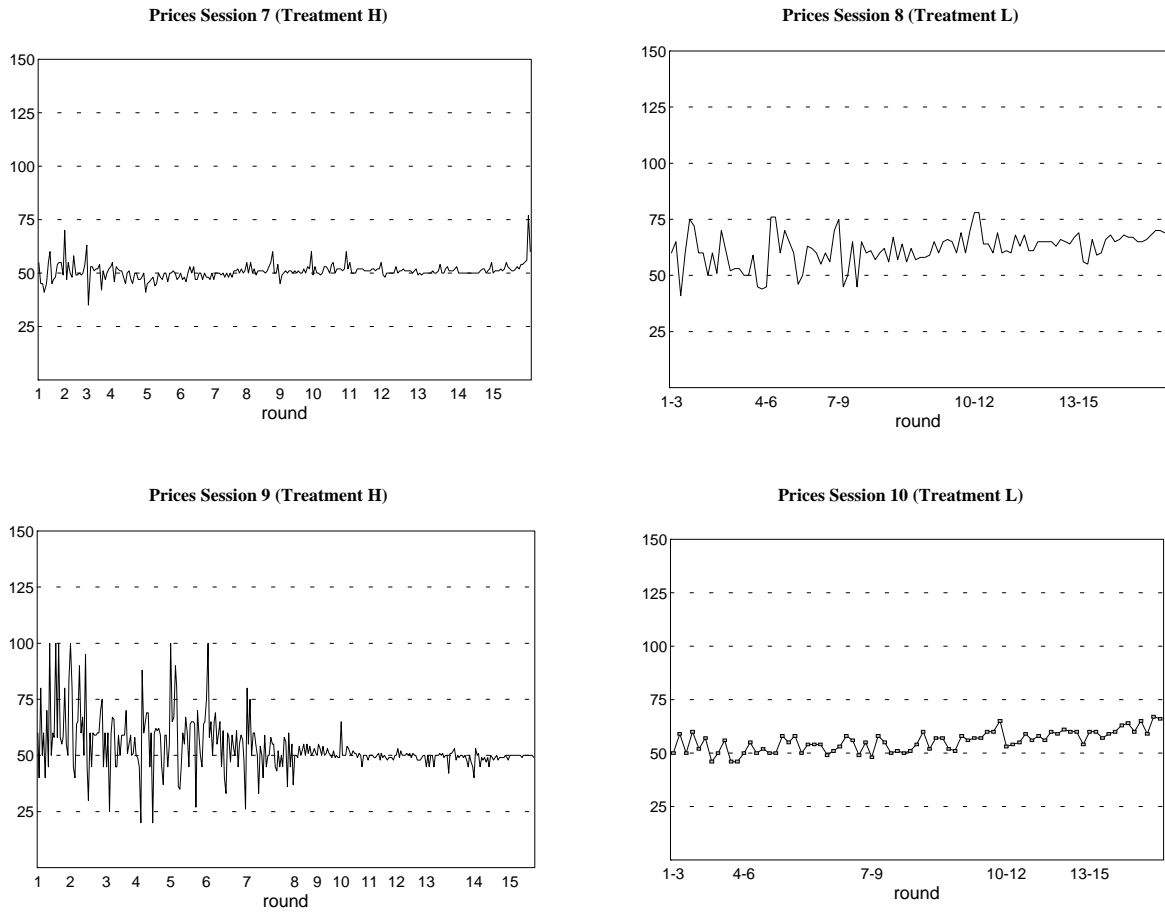 Prices Session 7 (Treatment H)
150
125
100
75
50
25
1 2 3 4 5 6 7 8 9 10 11 12 13 14 15
round
Prices Session 8 (Treatment L)
150
125
100
75
50
25
1-3 4-6 7-9 10-12 13-15
round
Prices Session 9 (Treatment H)
150
125
100
75
50
25
1 2 3 4 5 6 7 8 9 10 11 12 13 14 15
round
Prices Session 10 (Treatment L)
150
125
100
75
50
25
1-3 4-6 7-9 10-12 13-15
round